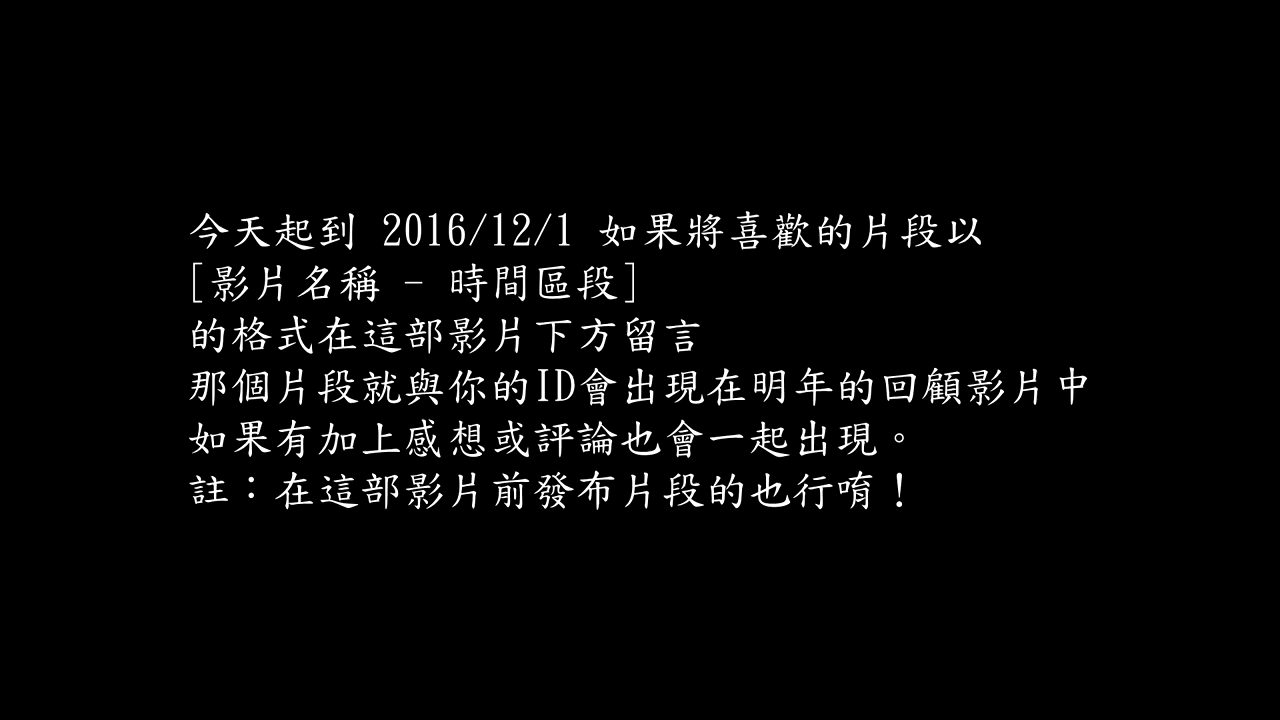 今天起到 2016/12/1 如果將喜歡的片段以
[影片名稱 - 時間區段]
的格式在這部影片下方留言
那個片段就與你的ID會出現在明年的回顧影片中
如果有加上感想或評論也會一起出現。
註：在這部影片前發布片段的也行唷！